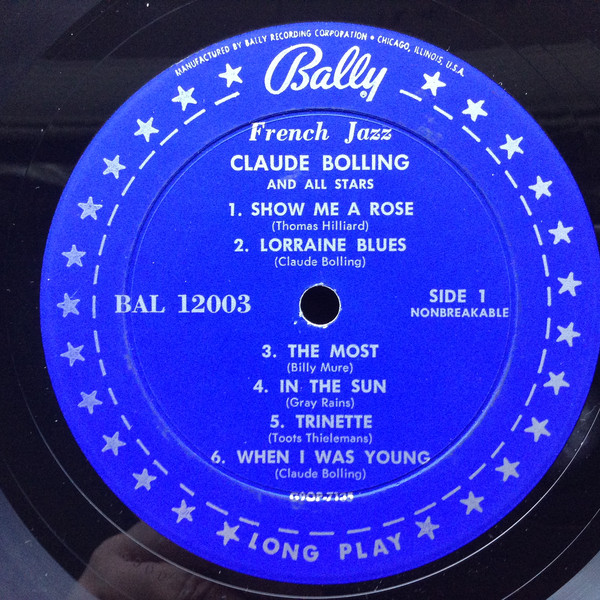 MANUFACTURED BY BALLY RECORDING CORPORATION • CHICAGO, ILLINOIS, U.S.A.
Bally®
French Jazz
CLAUDE BOLLING
AND ALL STARS
1. SHOW ME A ROSE
(Thomas Hilliard)
2. LORRAINE BLUES
(Claude Bolling)
BAL 12003
SIDE 1
NONBREAKABLE
3. THE MOST
(Billy Mure)
4. IN THE SUN
(Gray Rains)
5. TRINETTE
(Toots Thielemans)
6. WHEN I WAS YOUNG
(Claude Bolling)
LONG PLAY